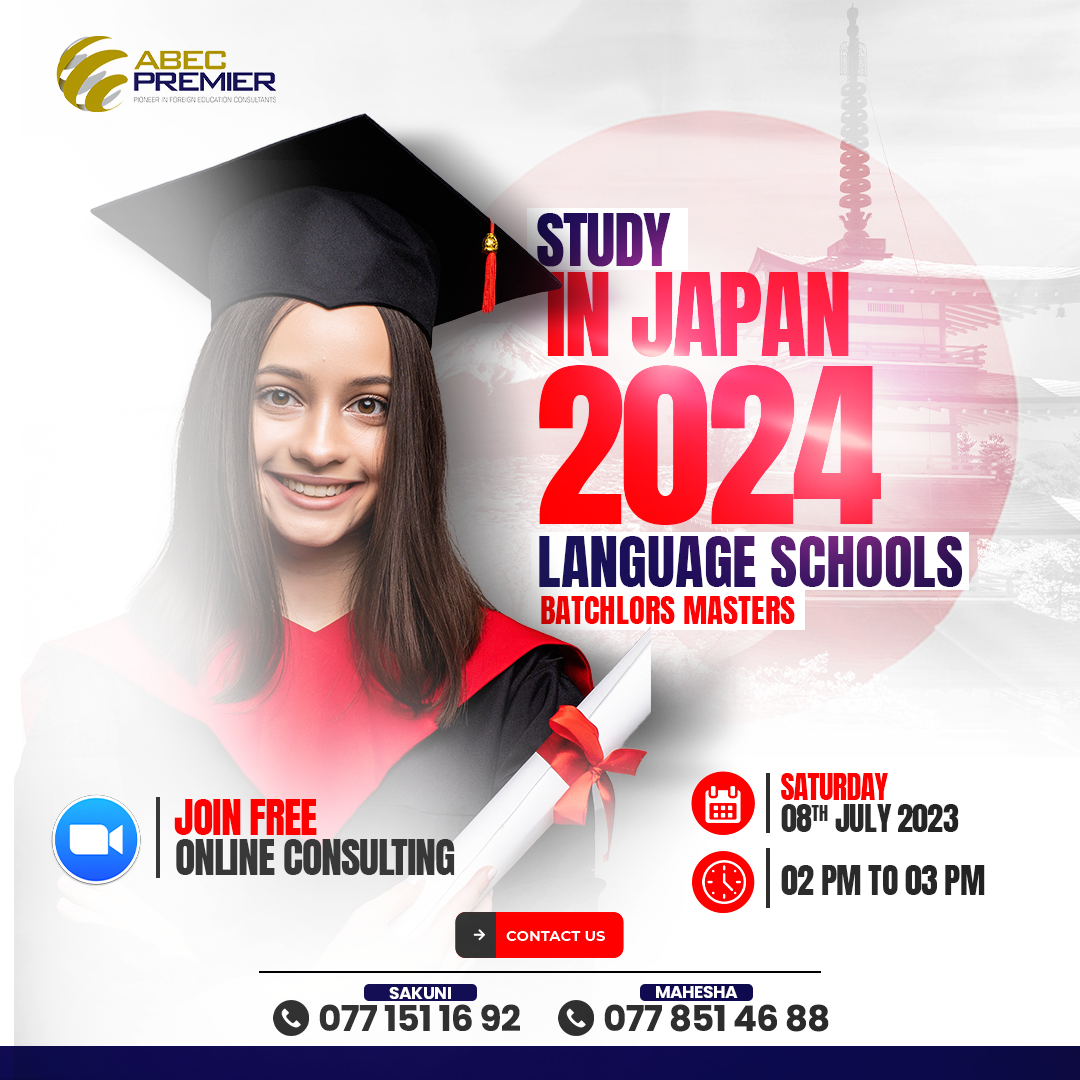 ABEC
PREMIER
PIONEER IN FOREIGN EDUCATION CONSULTANTS
STUDY
IN JAPAN
2024
LANGUAGE SCHOOLS
BATCHLORS MASTERS
JOIN FREE
ONLINE CONSULTING
SATURDAY
08TH JULY 2023
02 PM TO 03 PM
CONTACT US
SAKUNI
077 151 16 92
MAHESHA
077 851 46 88